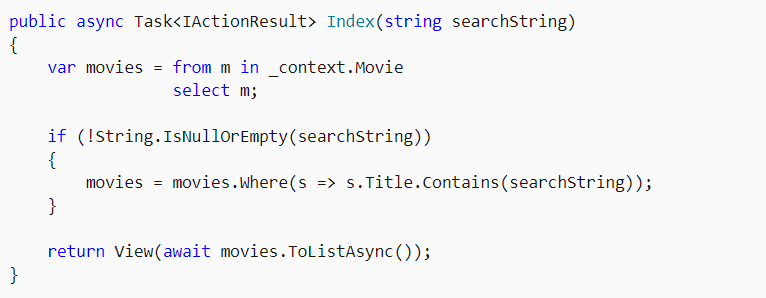 public async Task<IActionResult> Index(string searchString)
{
    var movies = from m in _context.Movie
                 select m;

    if (!String.IsNullOrEmpty(searchString))
    {
        movies = movies.Where(s => s.Title.Contains(searchString));
    }

    return View(await movies.ToListAsync());
}